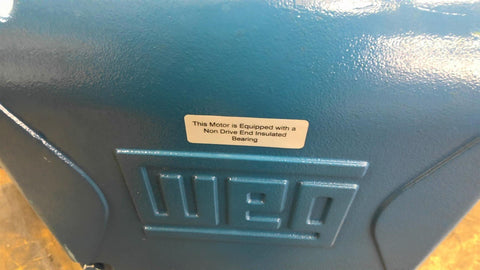 This Motor is Equipped with a
Non Drive End Insulated
Bearing
weg